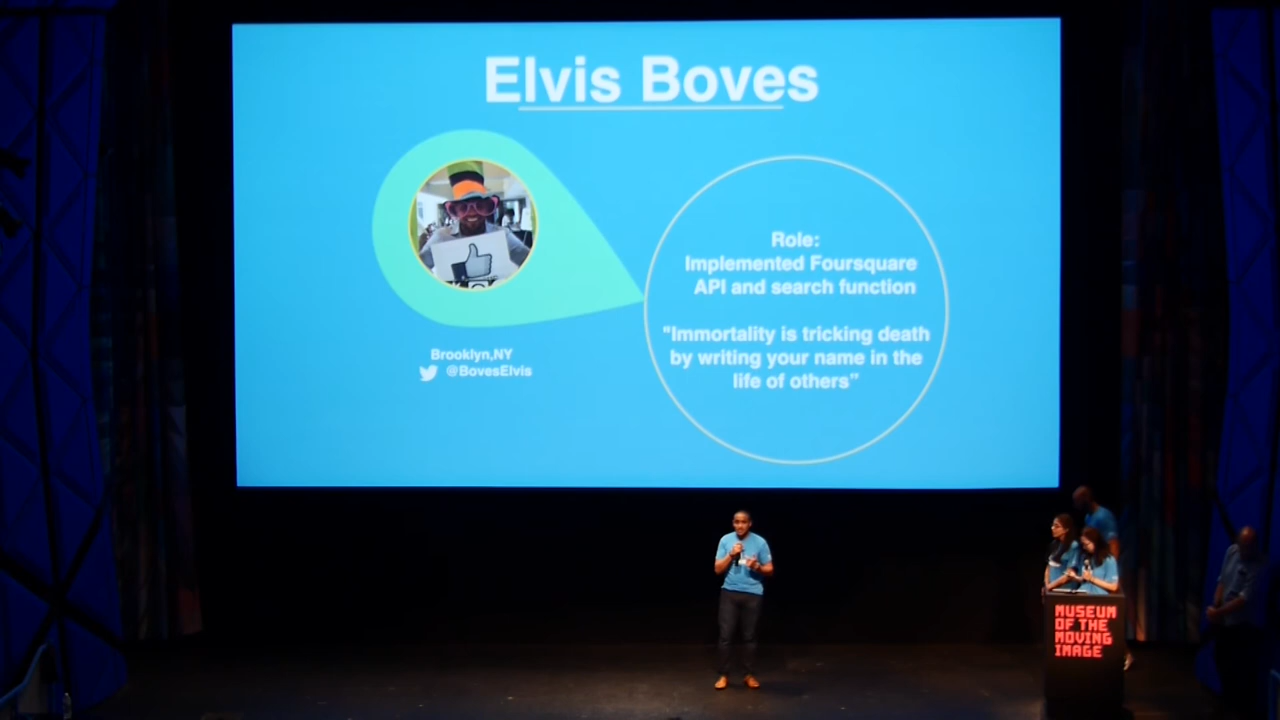 Elvis Boves
Role:
Implemented Foursquare
API and search function
"Immortality is tricking death
by writing your name in the
life of others”
Brooklyn,NY
@BovesElvis
MUSEUM
OF THE
MOVING
IMAGE